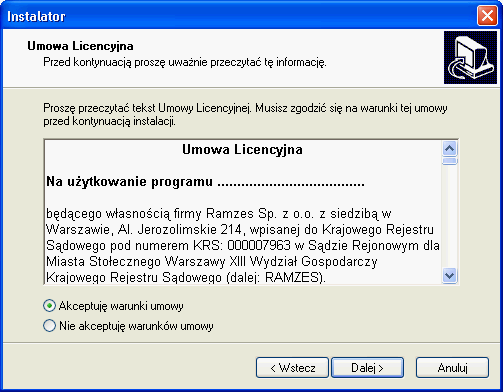 Instalator
Umowa Licencyjna
Przed kontynuacją proszę uważnie przeczytać tę informację.
Proszę przeczytać tekst Umowy Licencyjnej. Musisz zgodzić się na warunki tej umowy
przed kontynuacją instalacji.
Umowa Licencyjna
Na użytkowanie programu .....................................
będącego własnością firmy Ramzes Sp. z o.o. z siedzibą w
Warszawie, Al. Jerozolimskie 214, wpisanej do Krajowego Rejestru
Sądowego pod numerem KRS: 000007963 w Sądzie Rejonowym dla
Miasta Stołecznego Warszawy XIII Wydział Gospodarczy
Krajowego Rejestru Sądowego (dalej: RAMZES).
Akceptuję warunki umowy
Nie akceptuję warunków umowy
< Wstecz
Dalej >
Anuluj